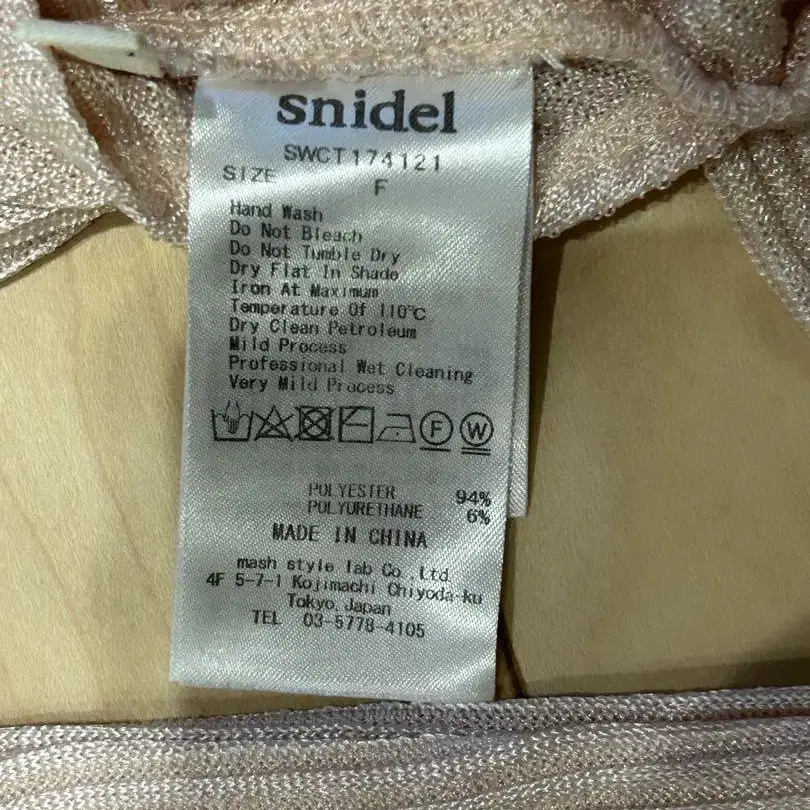 snidel
SWCT174121
SIZE
F
Hand Wash
Do Not Bleach
Do Not Tumble Dry
Dry Flat In Shade
Iron At Maximum
Temperature Of 110℃
Dry Clean Petroleum
Mild Process
Professional Wet Cleaning
Very Mild Process
F W
POLYESTER 94%
POLYURETHANE 6%
MADE IN CHINA
mash style lab Co.,Ltd.
4F 5-7-1 Kojimachi Chiyoda-ku
Tokyo,Japan
TEL 03-5778-4105